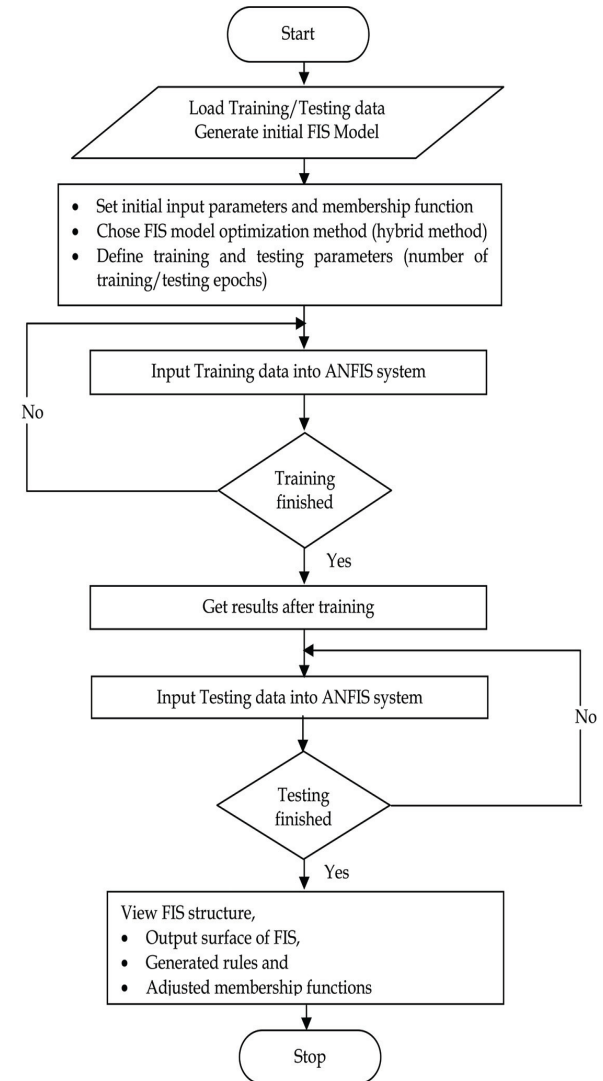 Start
Load Training/Testing data
Generate initial FIS Model
• Set initial input parameters and membership function
• Chose FIS model optimization method (hybrid method)
• Define training and testing parameters (number of
training/testing epochs)
Input Training data into ANFIS system
No
Training
finished
Yes
Get results after training
Input Testing data into ANFIS system
No
Testing
finished
Yes
View FIS structure,
• Output surface of FIS,
• Generated rules and
• Adjusted membership functions
Stop